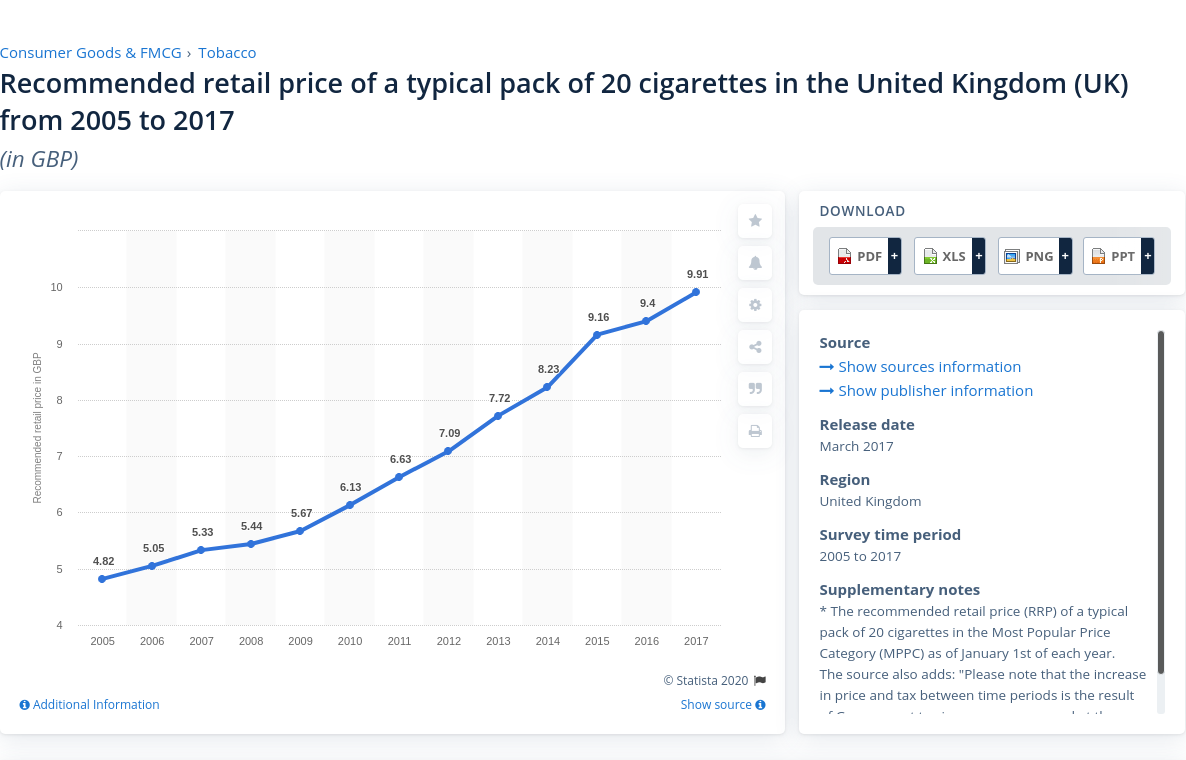 Consumer Goods & FMCG › Tobacco
Recommended retail price of a typical pack of 20 cigarettes in the United Kingdom (UK)
from 2005 to 2017
(in GBP)
Recommended retail price in GBP
10
9
8
7
6
5
4
4.82
5.05
5.33
5.44
5.67
6.13
6.63
7.09
7.72
8.23
9.16
9.4
9.91
2005 2006 2007 2008 2009 2010 2011 2012 2013 2014 2015 2016 2017
© Statista 2020
Additional Information
Show source
DOWNLOAD
PDF + XLS + PNG + PPT +
Source
Show sources information
Show publisher information
Release date
March 2017
Region
United Kingdom
Survey time period
2005 to 2017
Supplementary notes
* The recommended retail price (RRP) of a typical
pack of 20 cigarettes in the Most Popular Price
Category (MPPC) as of January 1st of each year.
The source also adds: "Please note that the increase
in price and tax between time periods is the result